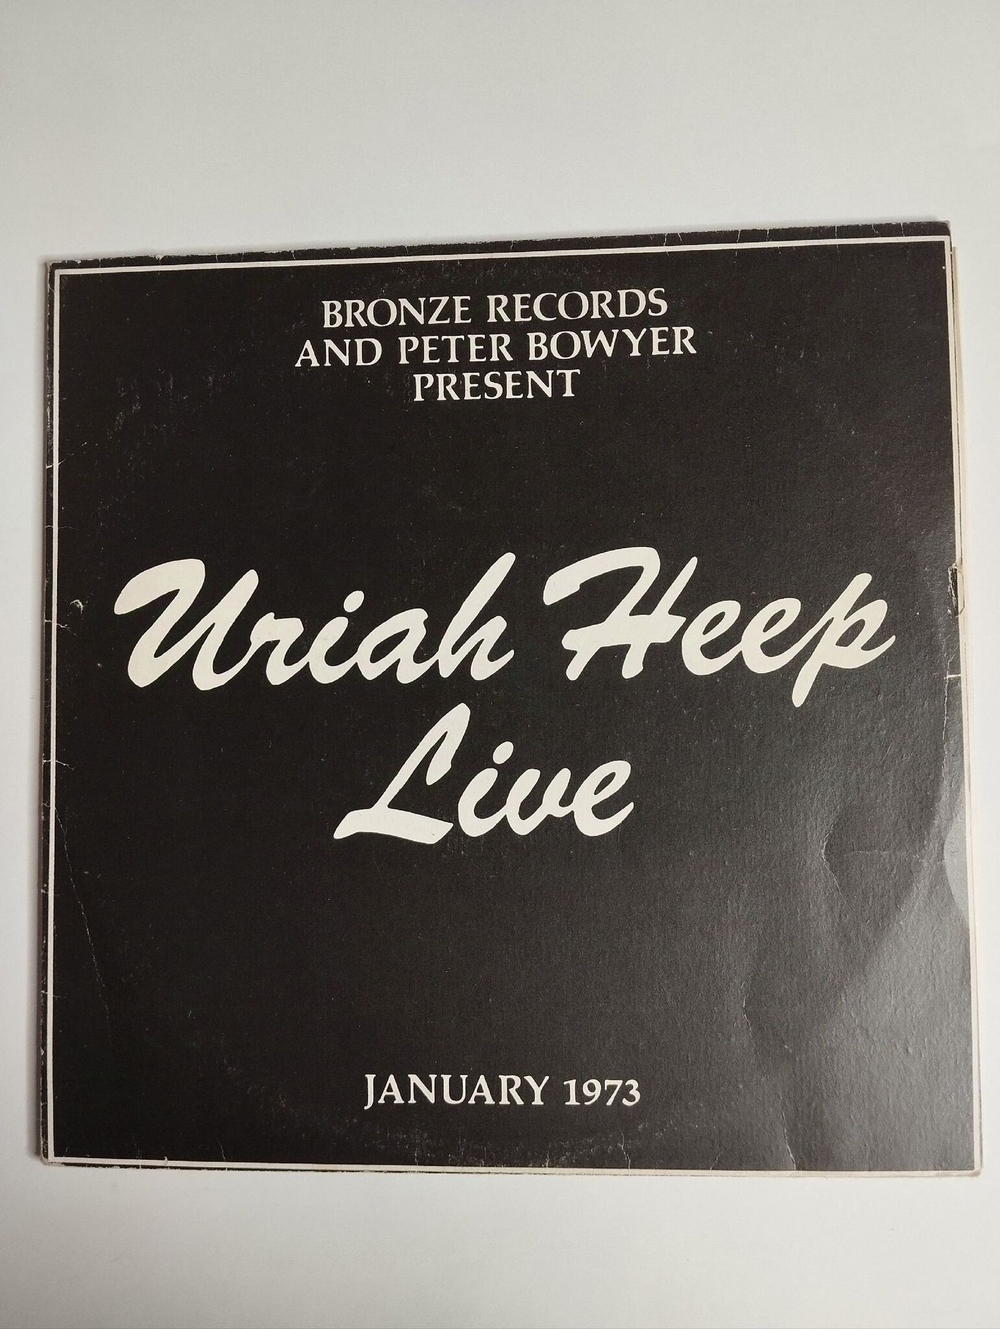 BRONZE RECORDS
AND PETER BOWYER
PRESENT
Uriah Heep
Live
JANUARY 1973